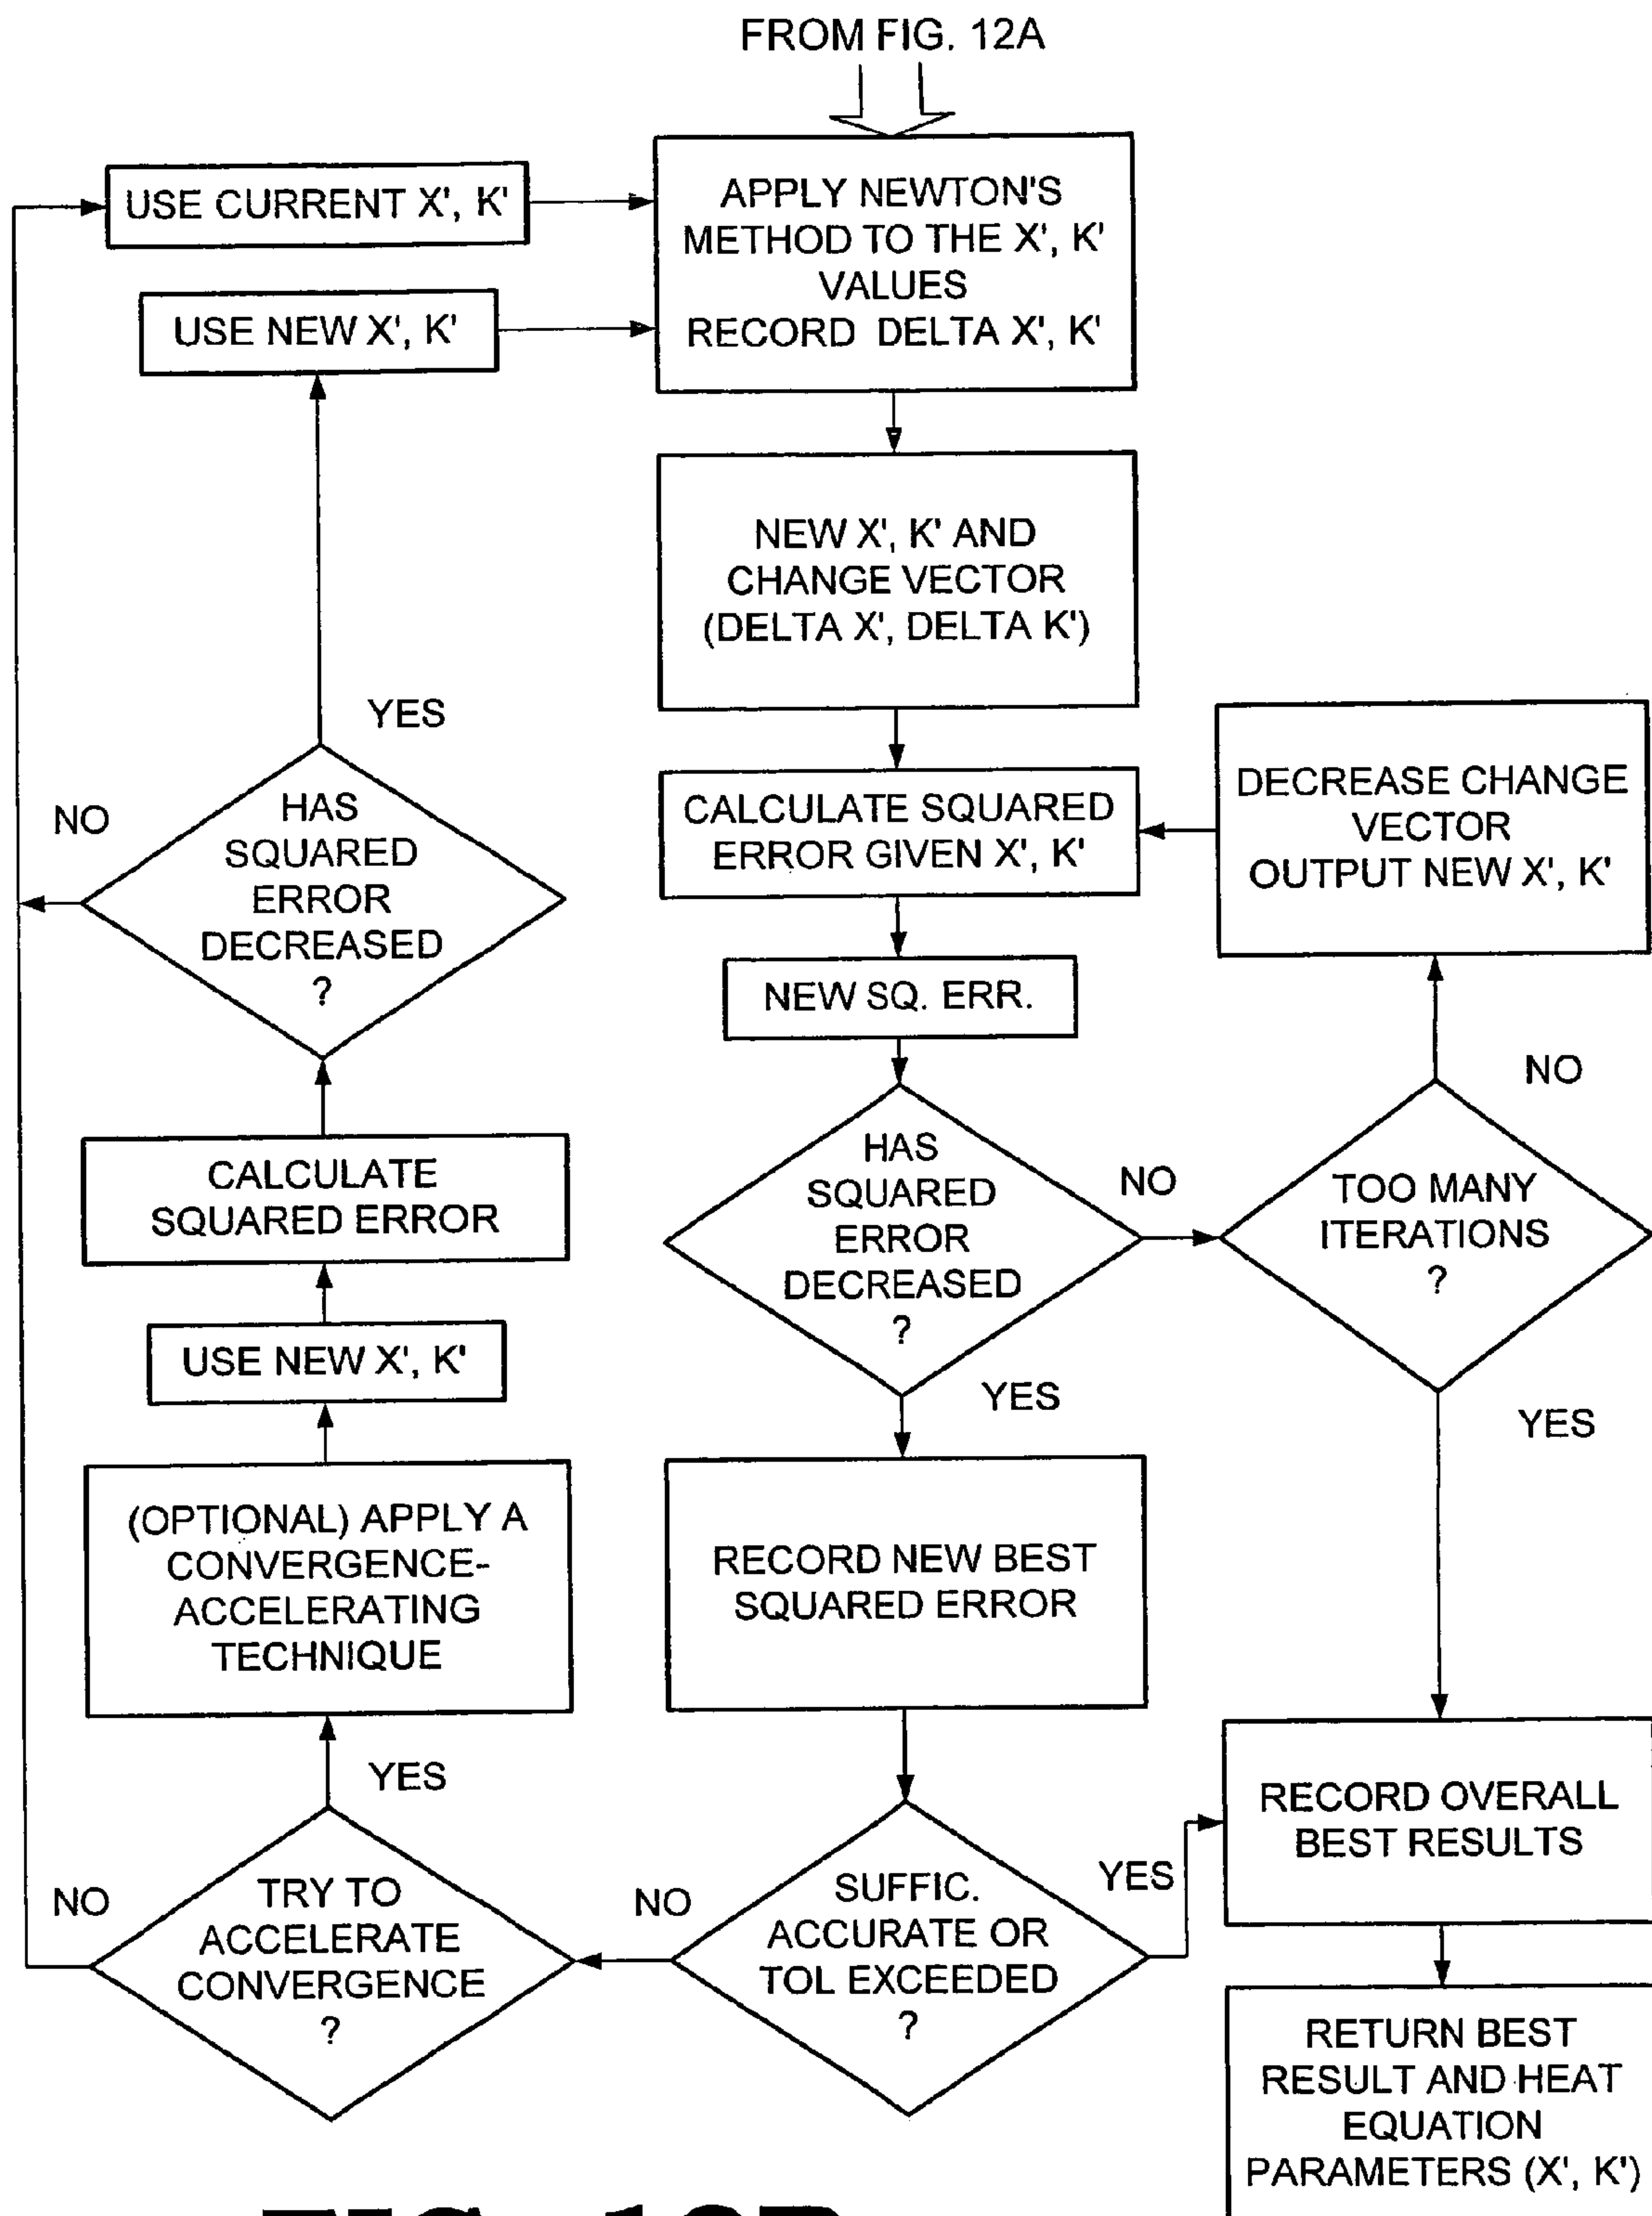 FROM FIG. 12A
USE CURRENT X', K'
APPLY NEWTON'S
METHOD TO THE X', K'
VALUES
RECORD DELTA X', K'
USE NEW X', K'
NEW X', K' AND
CHANGE VECTOR
(DELTA X', DELTA K')
YES
NO
HAS
SQUARED
ERROR
DECREASED
?
CALCULATE SQUARED
ERROR GIVEN X', K'
DECREASE CHANGE
VECTOR
OUTPUT NEW X', K'
NEW SQ. ERR.
NO
CALCULATE
SQUARED ERROR
HAS
SQUARED
ERROR
DECREASED
?
NO
TOO MANY
ITERATIONS
?
USE NEW X', K'
YES
YES
(OPTIONAL) APPLY A
CONVERGENCE-
ACCELERATING
TECHNIQUE
RECORD NEW BEST
SQUARED ERROR
YES
RECORD OVERALL
BEST RESULTS
NO
TRY TO
ACCELERATE
CONVERGENCE
?
NO
SUFFIC.
ACCURATE OR
TOL EXCEEDED
?
YES
RETURN BEST
RESULT AND HEAT
EQUATION
PARAMETERS (X', K')